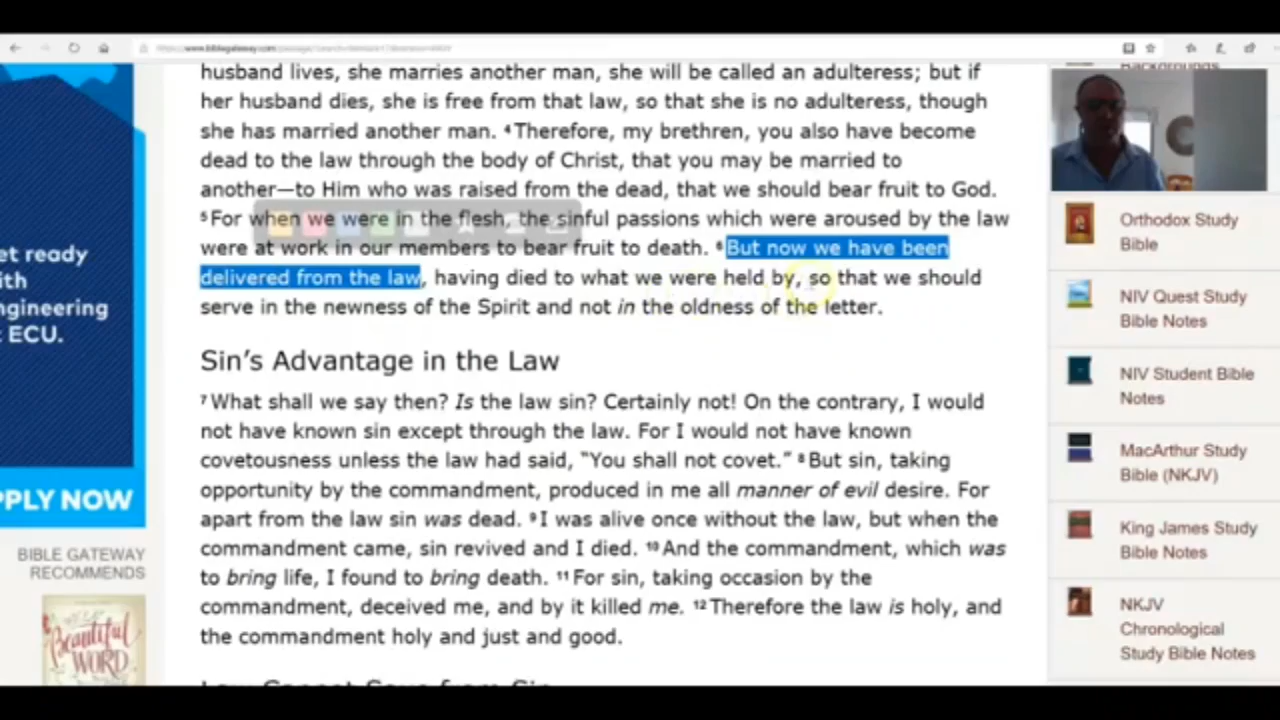 www.biblegateway.com
husband lives, she marries another man, she will be called an adulteress; but if
her husband dies, she is free from that law, so that she is no adulteress, though
she has married another man. ⁴ Therefore, my brethren, you also have become
dead to the law through the body of Christ, that you may be married to
another—to Him who was raised from the dead, that we should bear fruit to God.
⁵ For when we were in the flesh, the sinful passions which were aroused by the law
were at work in our members to bear fruit to death. ⁶ But now we have been
delivered from the law, having died to what we were held by, so that we should
serve in the newness of the Spirit and not in the oldness of the letter.
Sin's Advantage in the Law
⁷ What shall we say then? Is the law sin? Certainly not! On the contrary, I would
not have known sin except through the law. For I would not have known
covetousness unless the law had said, "You shall not covet." ⁸ But sin, taking
opportunity by the commandment, produced in me all manner of evil desire. For
apart from the law sin was dead. ⁹ I was alive once without the law, but when the
commandment came, sin revived and I died. ¹⁰ And the commandment, which was
to bring life, I found to bring death. ¹¹ For sin, taking occasion by the
commandment, deceived me, and by it killed me. ¹² Therefore the law is holy, and
the commandment holy and just and good.
Law Cannot Save from Sin
et ready
ith
ngineering
t ECU.
PPLY NOW
BIBLE GATEWAY
RECOMMENDS
Beautiful
WORD
Backgrounds
Orthodox Study
Bible
NIV Quest Study
Bible Notes
NIV Student Bible
Notes
MacArthur Study
Bible (NKJV)
King James Study
Bible Notes
NKJV
Chronological
Study Bible Notes